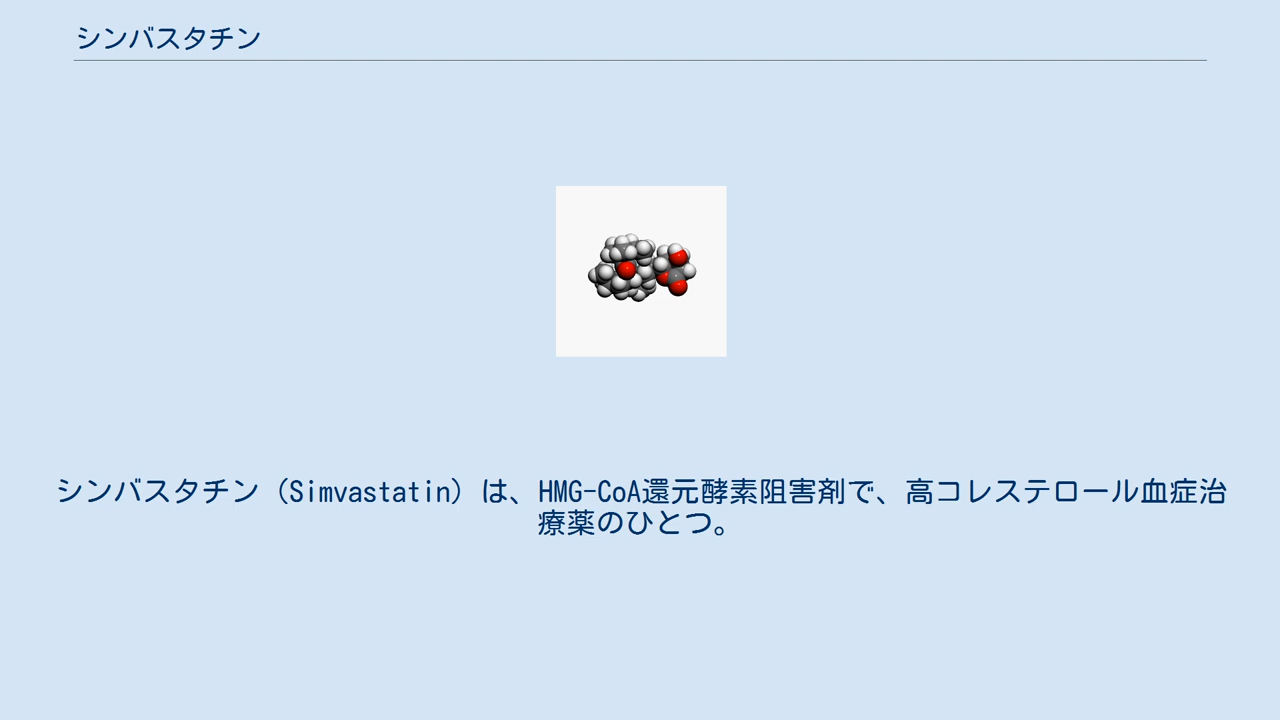 シンバスタチン
シンバスタチン（Simvastatin）は、HMG-CoA還元酵素阻害剤で、高コレステロール血症治
療薬のひとつ。